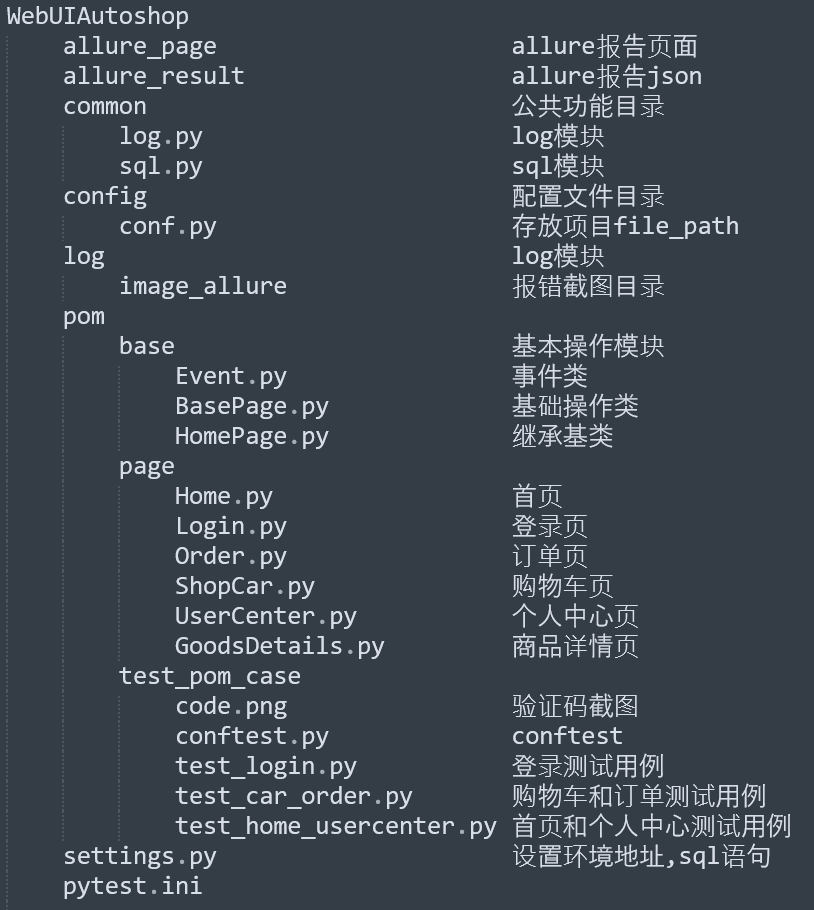 WebUIAutoshop
allure_page allure报告页面
allure_result allure报告json
common 公共功能目录
log.py log模块
sql.py sql模块
config 配置文件目录
conf.py 存放项目file_path
log log模块
image_allure 报错截图目录
pom
base 基本操作模块
Event.py 事件类
BasePage.py 基础操作类
HomePage.py 继承基类
page
Home.py 首页
Login.py 登录页
Order.py 订单页
ShopCar.py 购物车页
UserCenter.py 个人中心页
GoodsDetails.py 商品详情页
test_pom_case
code.png 验证码截图
conftest.py conftest
test_login.py 登录测试用例
test_car_order.py 购物车和订单测试用例
test_home_usercenter.py 首页和个人中心测试用例
settings.py 设置环境地址,sql语句
pytest.ini